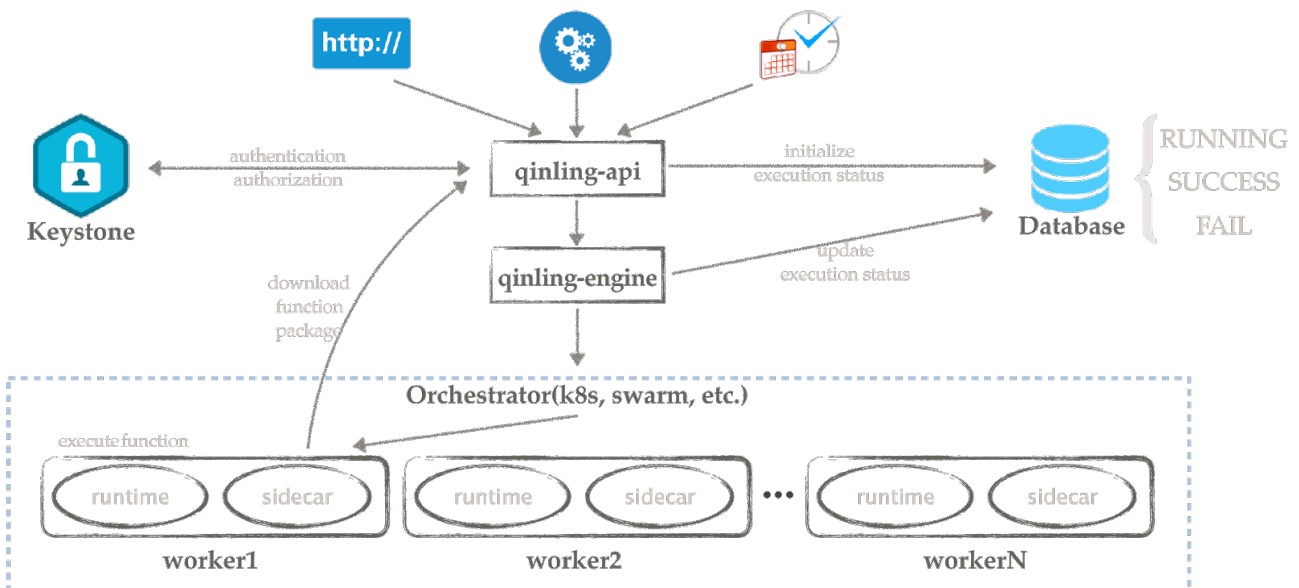 http://
authentication
authorization
Keystone
qinling-api
initialize
execution status
Database
RUNNING
SUCCESS
FAIL
qinling-engine
update
execution status
download
function
package
Orchestrator(k8s, swarm, etc.)
execute function
runtime
sidecar
worker1
runtime
sidecar
worker2
...
runtime
sidecar
workerN